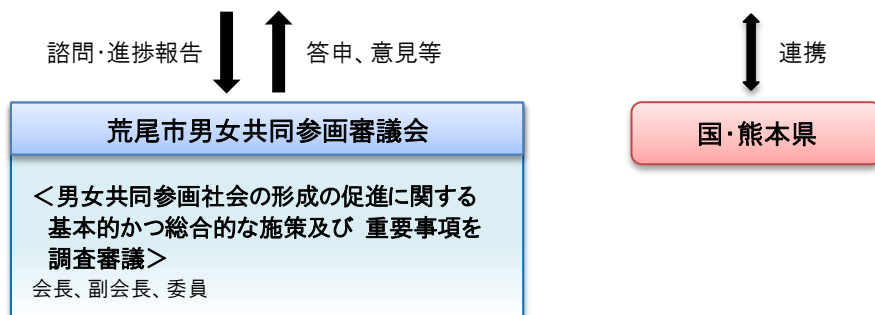 諮問・進捗報告
答申、意見等
連携
荒尾市男女共同参画審議会
国・熊本県
＜男女共同参画社会の形成の促進に関する
基本的かつ総合的な施策及び 重要事項を
調査審議＞
会長、副会長、委員